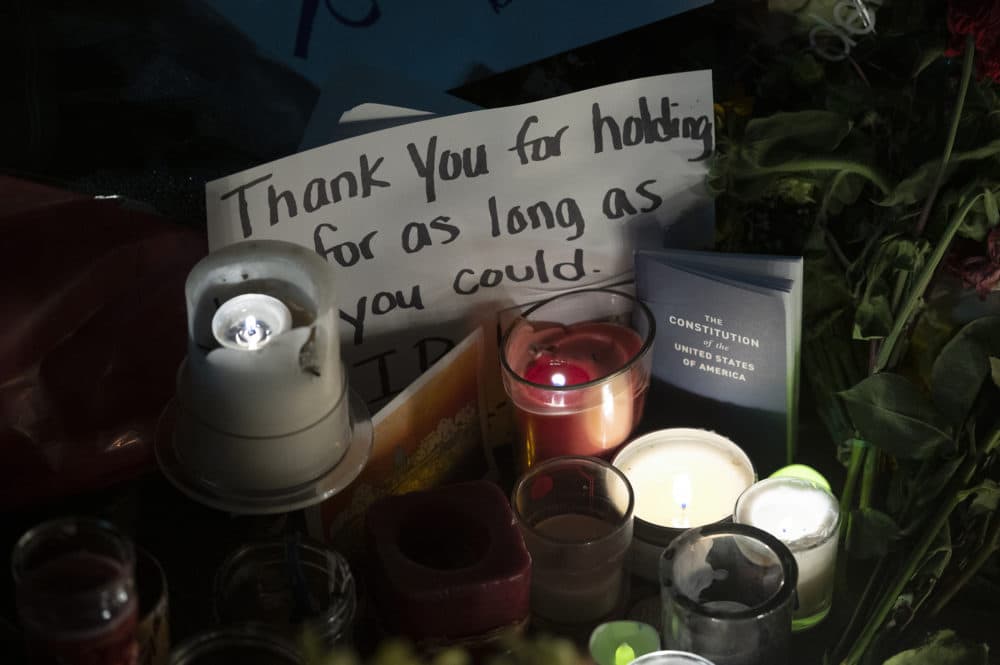 Thank You for holding
for as long as
you could.
THE
CONSTITUTION
of the
UNITED STATES
OF AMERICA